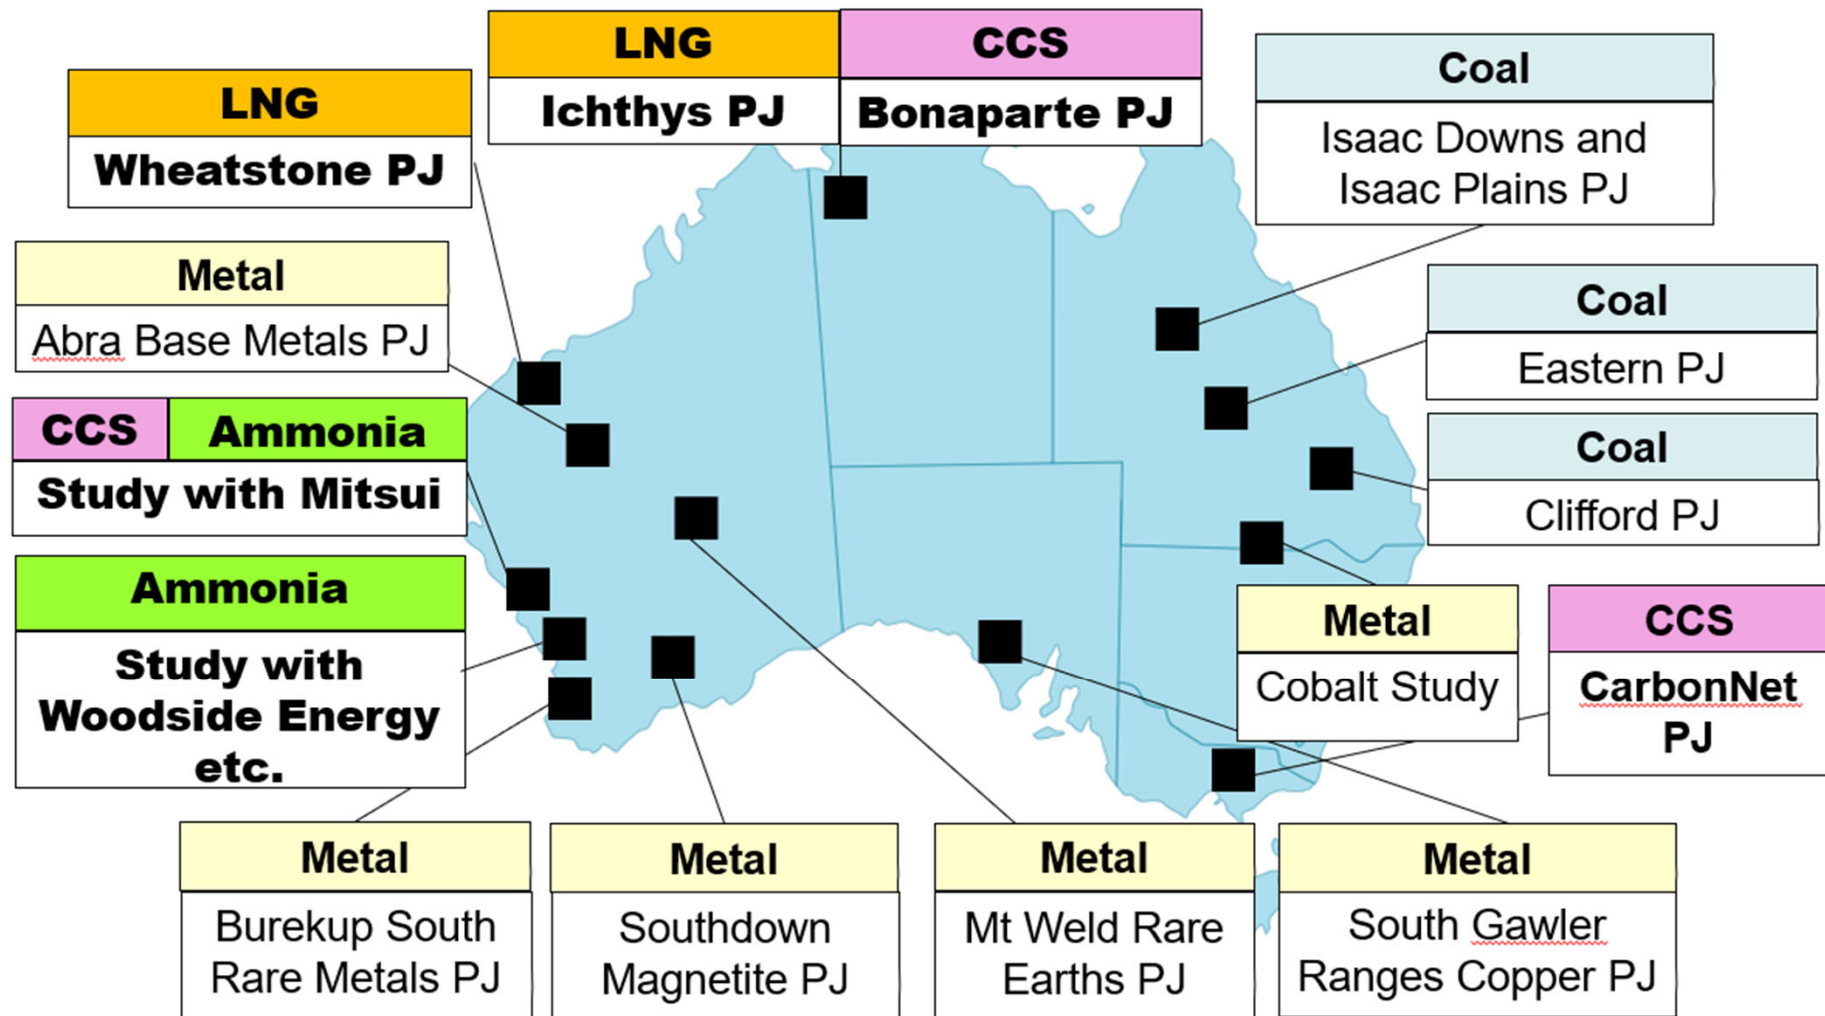 LNG
Wheatstone PJ
LNG
Ichthys PJ
CCS
Bonaparte PJ
Coal
Isaac Downs and
Isaac Plains PJ
Metal
Abra Base Metals PJ
Coal
Eastern PJ
CCS
Ammonia
Study with Mitsui
Coal
Clifford PJ
Ammonia
Study with
Woodside Energy
etc.
Metal
Cobalt Study
CCS
CarbonNet
PJ
Metal
Burekup South
Rare Metals PJ
Metal
Southdown
Magnetite PJ
Metal
Mt Weld Rare
Earths PJ
Metal
South Gawler
Ranges Copper PJ